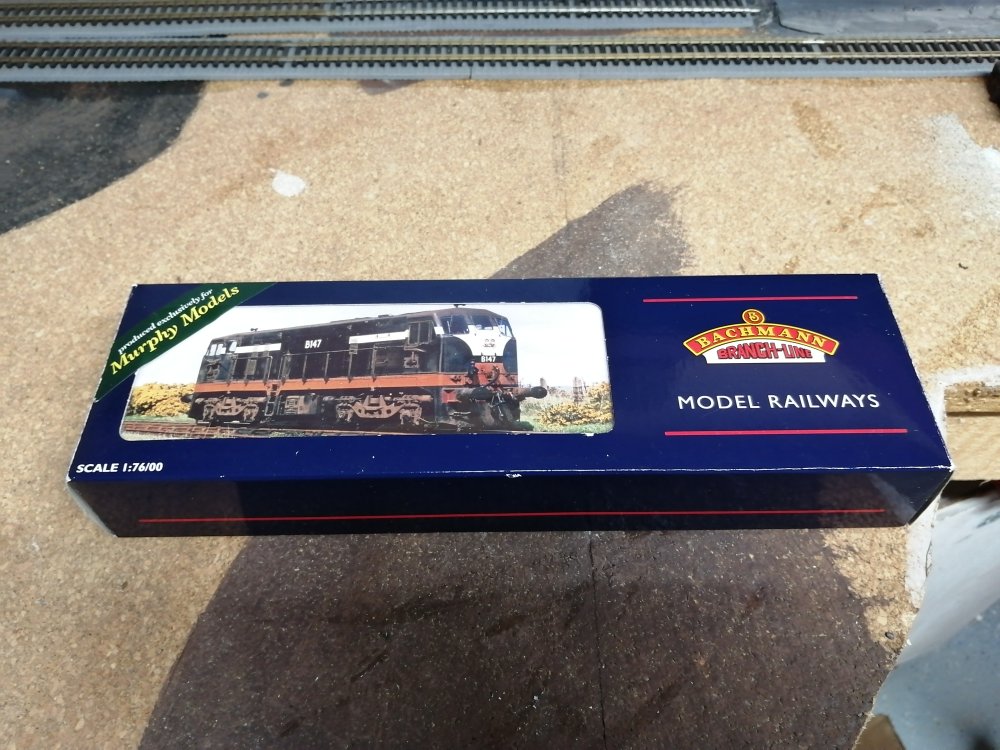 produced exclusively for
Murphy Models
B147
B147
SCALE 1:76/00
BACHMANN
BRANCH-LINE
MODEL RAILWAYS